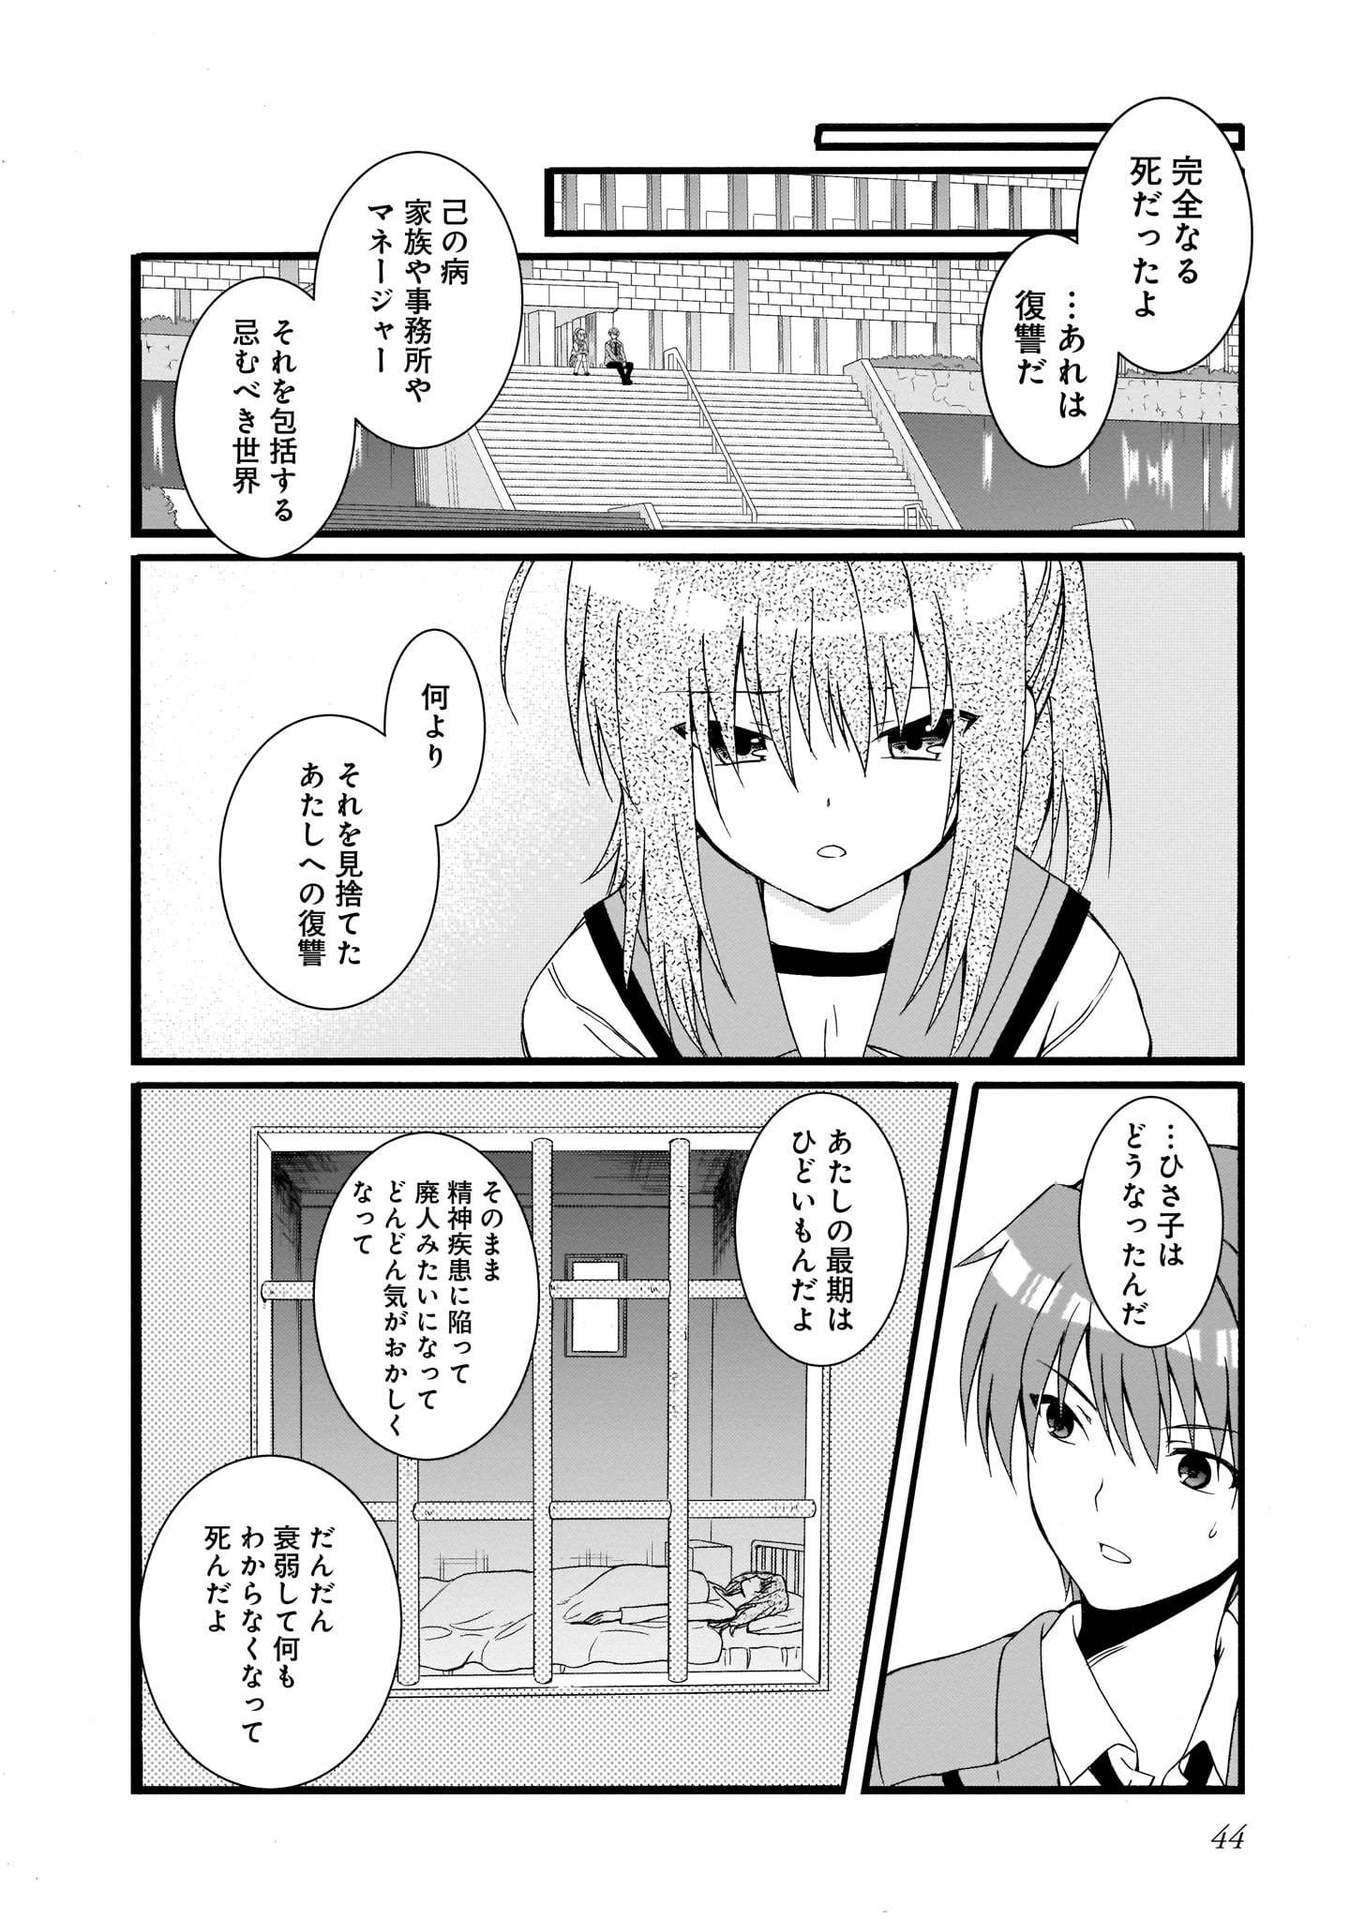 完全なる
死だったよ
…あれは
復讐だ
己の病
家族や事務所や
マネージャー
それを包括する
忌むべき世界
何より
それを見捨てた
あたしへの復讐
…ひさ子は
どうなったんだ
あたしの最期は
ひどいもんだよ
そのまま
精神疾患に陥って
廃人みたいになって
どんどん気がおかしく
なって
だんだん
衰弱して何も
わからなくなって
死んだよ
44